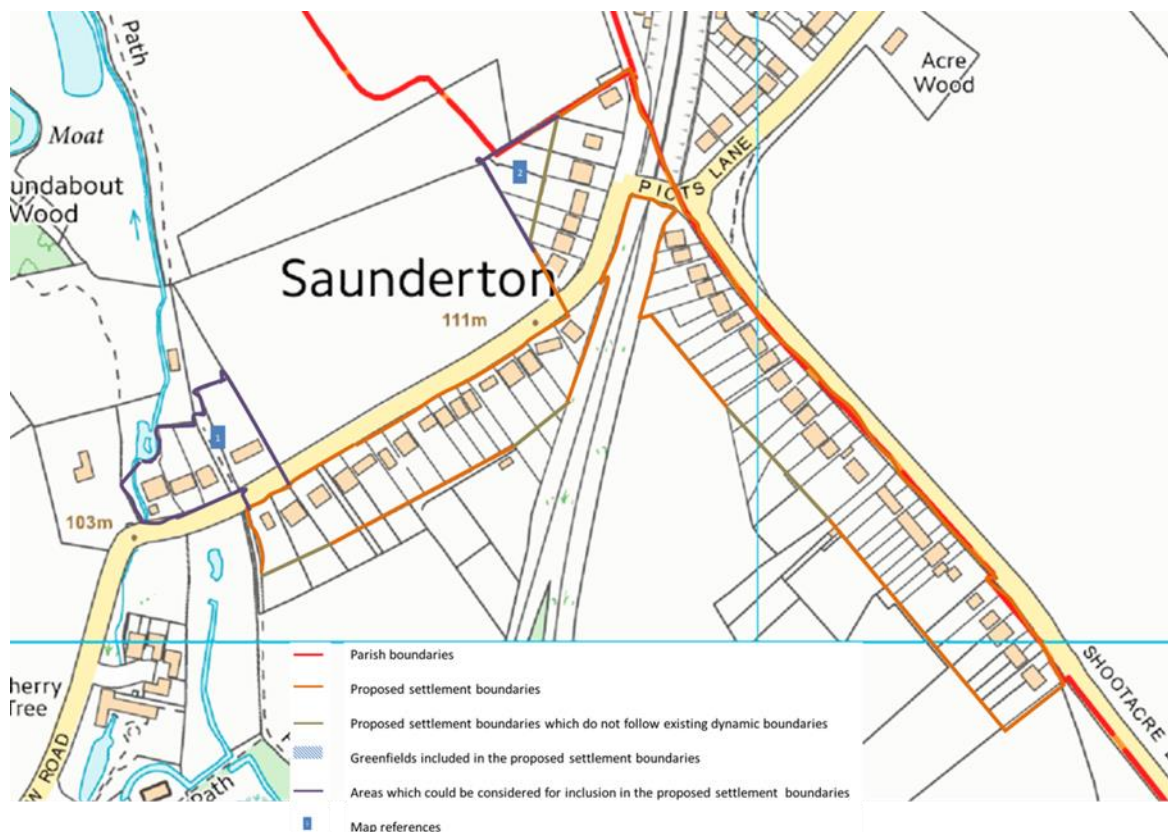 Path
Acre
Wood
Moat
undabout
Wood
2
PICTS LANE
Saunderton
111m
1
103m
herry
Tree
SHOOTACRE
W ROAD
Path
Parish boundaries
Proposed settlement boundaries
Proposed settlement boundaries which do not follow existing dynamic boundaries
Greenfields included in the proposed settlement boundaries
Areas which could be considered for inclusion in the proposed settlement boundaries
Map references